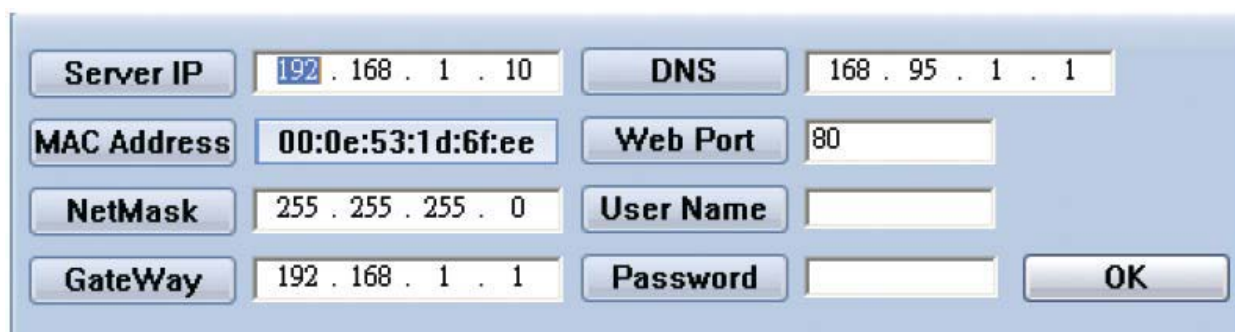 Server IP 192 . 168 . 1 . 10 DNS 168 . 95 . 1 . 1
MAC Address 00:0e:53:1d:6f:ee Web Port 80
NetMask 255 . 255 . 255 . 0 User Name
GateWay 192 . 168 . 1 . 1 Password OK